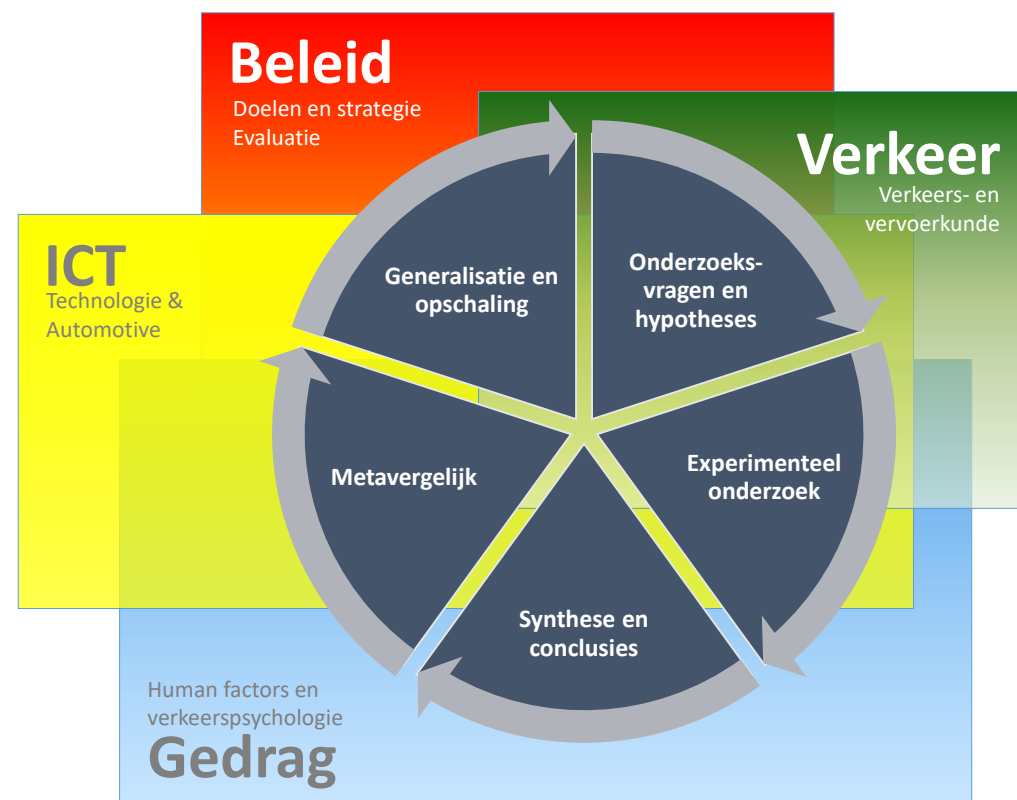 Beleid
Doelen en strategie
Evaluatie
Verkeer
Verkeers- en
vervoerkunde
ICT
Technologie &
Automotive
Generalisatie en
opschaling
Onderzoeks-
vragen en
hypotheses
Metavergelijk
Experimenteel
onderzoek
Synthese en
conclusies
Human factors en
verkeerspsychologie
Gedrag